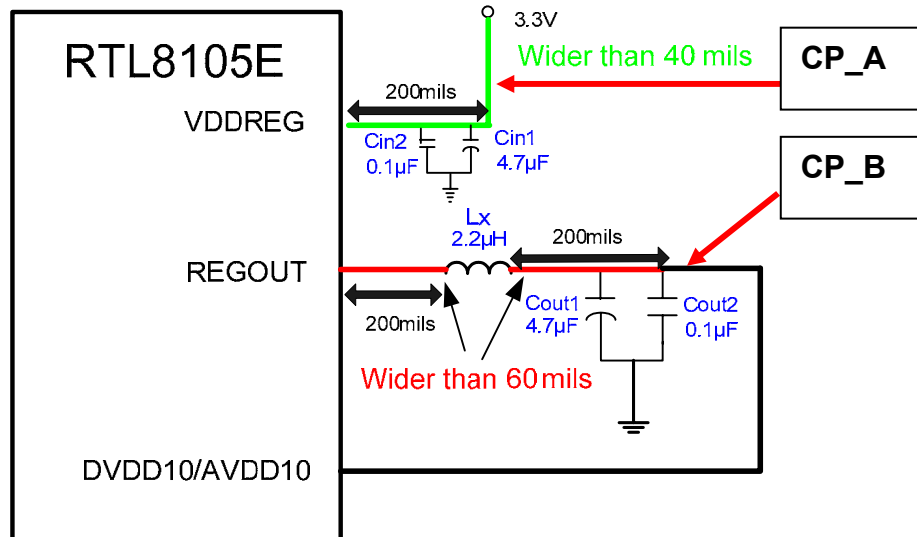 3.3V
RTL8105E
Wider than 40 mils
CP_A
200mils
VDDREG
Cin2
0.1µF
Cin1
4.7µF
CP_B
Lx
2.2µH
200mils
REGOUT
200mils
Cout1
4.7µF
Cout2
0.1µF
Wider than 60 mils
DVDD10/AVDD10